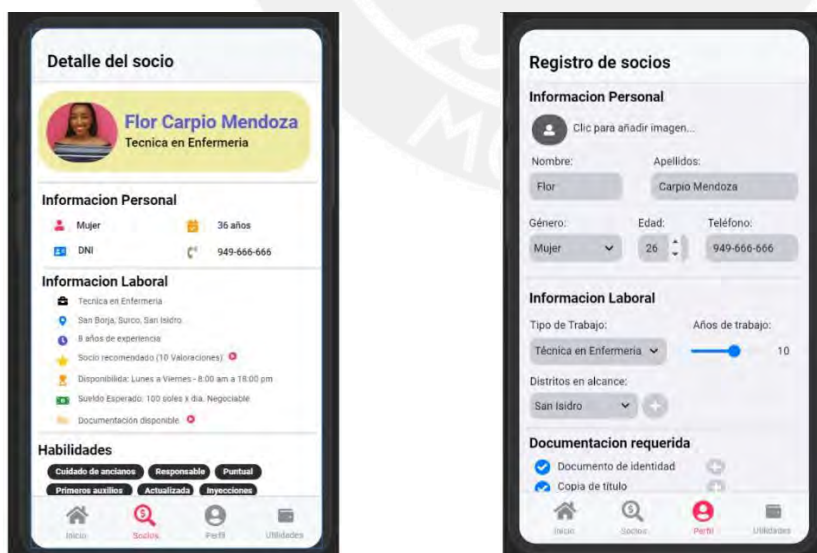 Detalle del socio
Flor Carpio Mendoza
Tecnica en Enfermeria
Informacion Personal
Mujer
36 años
DNI
949-666-666
Informacion Laboral
Tecnica en Enfermeria
San Borja, Surco, San Isidro
8 años de experiencia
Socio recomendado (10 Valoraciones)
Disponibilida: Lunes a Viernes - 8:00 am a 18:00 pm
Sueldo Esperado: 100 soles x dia. Negociable
Documentación disponible
Habilidades
Cuidado de ancianos Responsable Puntual
Primeros auxilios Actualizada Inyecciones
Inicio Socios Perfil Utilidades
Registro de socios
Informacion Personal
Clic para añadir imagen...
Nombre: Apellidos:
Flor Carpio Mendoza
Género: Edad: Teléfono:
Mujer 26 949-666-666
Informacion Laboral
Tipo de Trabajo: Años de trabajo:
Técnica en Enfermeria 10
Distritos en alcance:
San Isidro
Documentacion requerida
Documento de identidad
Copia de título
Inicio Socios Perfil Utilidades